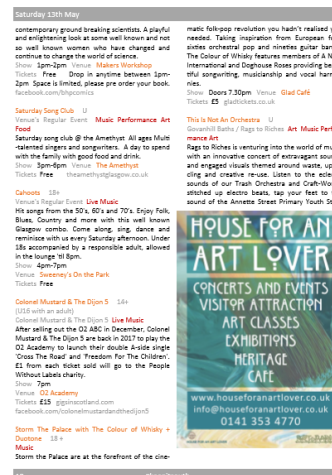 Saturday 13th May
contemporary ground breaking scientists. A playful
and enlightening look at some well known and not
so well known women who have changed and
continue to change the world of science.
Show 1pm-2pm Venue Makers Workshop
Tickets Free Drop in anytime between 1pm-
2pm Space is limited, please pre order your book.
facebook.com/bhpcomics
Saturday Song Club U
Venue's Regular Event Music Performance Art
Food
Saturday song club @ the Amethyst All ages Multi
-talented singers and songwriters. A day to spend
with the family with good food and drink.
Show 3pm-6pm Venue The Amethyst
Tickets Free theamethystglasgow.co.uk
Cahoots 18+
Venue's Regular Event Live Music
Hit songs from the 50's, 60's and 70's. Enjoy Folk,
Blues, Country and more with this well known
Glasgow combo. Come along, sing, dance and
reminisce with us every Saturday afternoon. Under
18s accompanied by a responsible adult, allowed
in the lounge 'til 8pm.
Show 4pm-7pm
Venue Sweeney's On the Park
Tickets Free
Colonel Mustard & The Dijon 5 14+
(U16 with an adult)
Colonel Mustard & The Dijon 5 Live Music
After selling out the O2 ABC in December, Colonel
Mustard & The Dijon 5 are back in 2017 to play the
O2 Academy to launch their double A-side single
'Cross The Road' and 'Freedom For The Children'.
£1 from each ticket sold will go to the People
Without Labels charity.
Show 7pm
Venue O2 Academy
Tickets £15 gigsinscotland.com
facebook.com/colonelmustardandthedijon5
Storm The Palace with The Colour of Whisky +
Duotone 18+
Music
Storm the Palace are at the forefront of the cine-
matic folk-pop revolution you hadn't realised y
needed. Taking inspiration from European f
sixties orchestral pop and nineties guitar ban
The Colour of Whisky features members of A N
International and Doghouse Roses providing be
tiful songwriting, musicianship and vocal harm
nies.
Show Doors 7.30pm Venue Glad Café
Tickets £5 gladtickets.co.uk
This Is Not An Orchestra U
Govanhill Baths / Rags to Riches Art Music Perf
mance Art
Rags to Riches is venturing into the world of mu
with an innovative concert of extravagant soun
and engaged visuals themed around waste, up
cling and creative re-use. Listen to the ecle
sounds of our Trash Orchestra and Craft-Wo
stitched up electro beats, tap your feet to
sound of the Annette Street Primary Youth St
HOUSE FOR AN
ART LOVER
CONCERTS AND EVENTS
VISITOR ATTRACTION
ART CLASSES
EXHIBITIONS
HERITAGE
CAFE
www.houseforanartlover.co.uk
info@houseforanartlover.co.uk
0141 353 4770